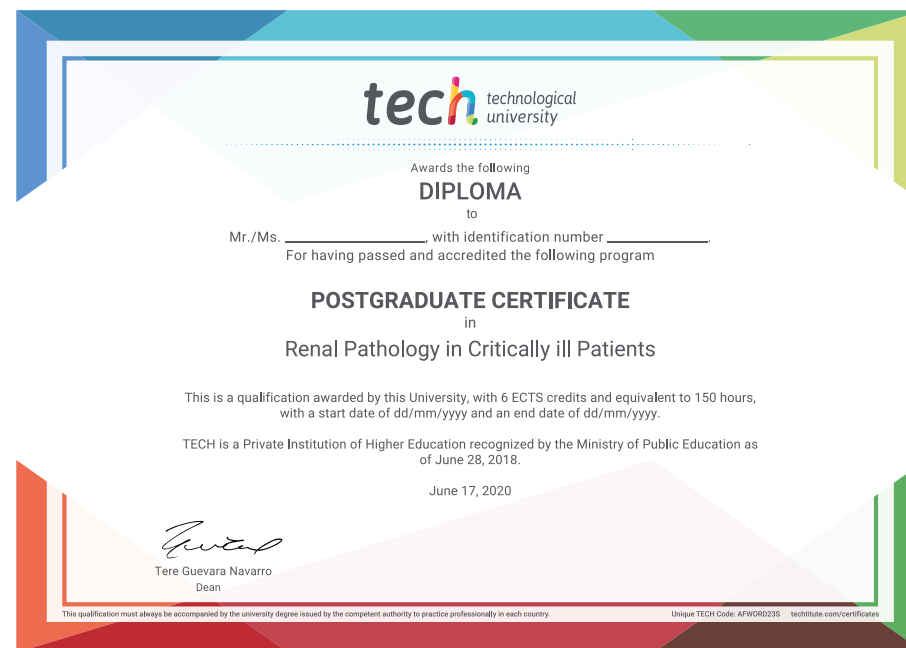 tech technological
university
Awards the following
DIPLOMA
to
Mr./Ms. ____________________, with identification number ______________.
For having passed and accredited the following program
POSTGRADUATE CERTIFICATE
in
Renal Pathology in Critically ill Patients
This is a qualification awarded by this University, with 6 ECTS credits and equivalent to 150 hours,
with a start date of dd/mm/yyyy and an end date of dd/mm/yyyy.
TECH is a Private Institution of Higher Education recognized by the Ministry of Public Education as
of June 28, 2018.
June 17, 2020
Tere Guevara Navarro
Dean
This qualification must always be accompanied by the university degree issued by the competent authority to practice professionally in each country. Unique TECH Code: AFWORD23S techtitute.com/certificates